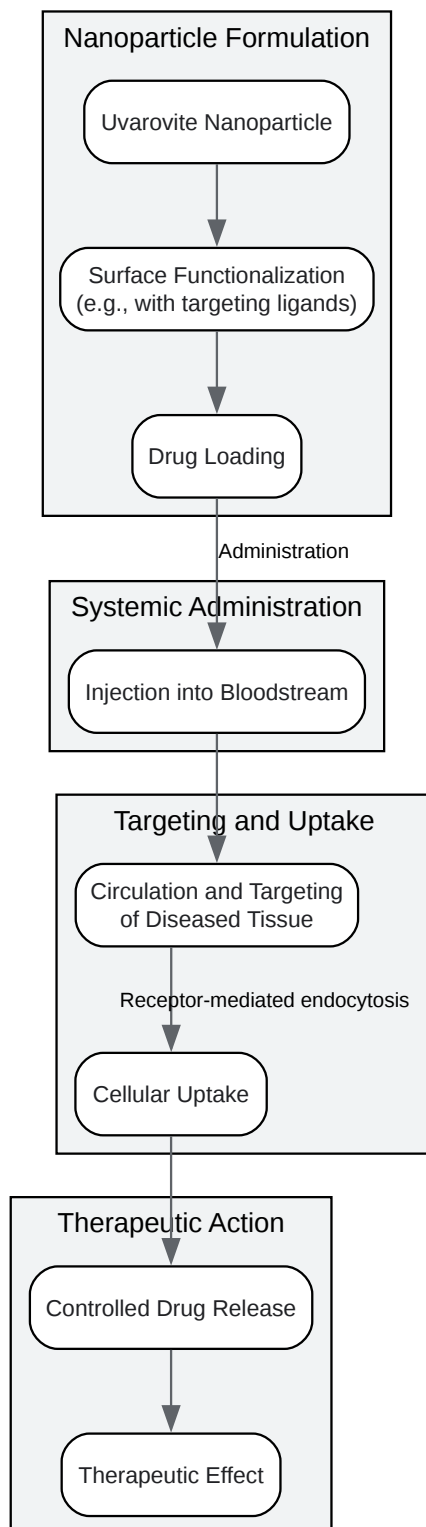 Nanoparticle Formulation
Uvarovite Nanoparticle
Surface Functionalization
(e.g., with targeting ligands)
Drug Loading
Administration
Systemic Administration
Injection into Bloodstream
Targeting and Uptake
Circulation and Targeting
of Diseased Tissue
Receptor-mediated endocytosis
Cellular Uptake
Therapeutic Action
Controlled Drug Release
Therapeutic Effect